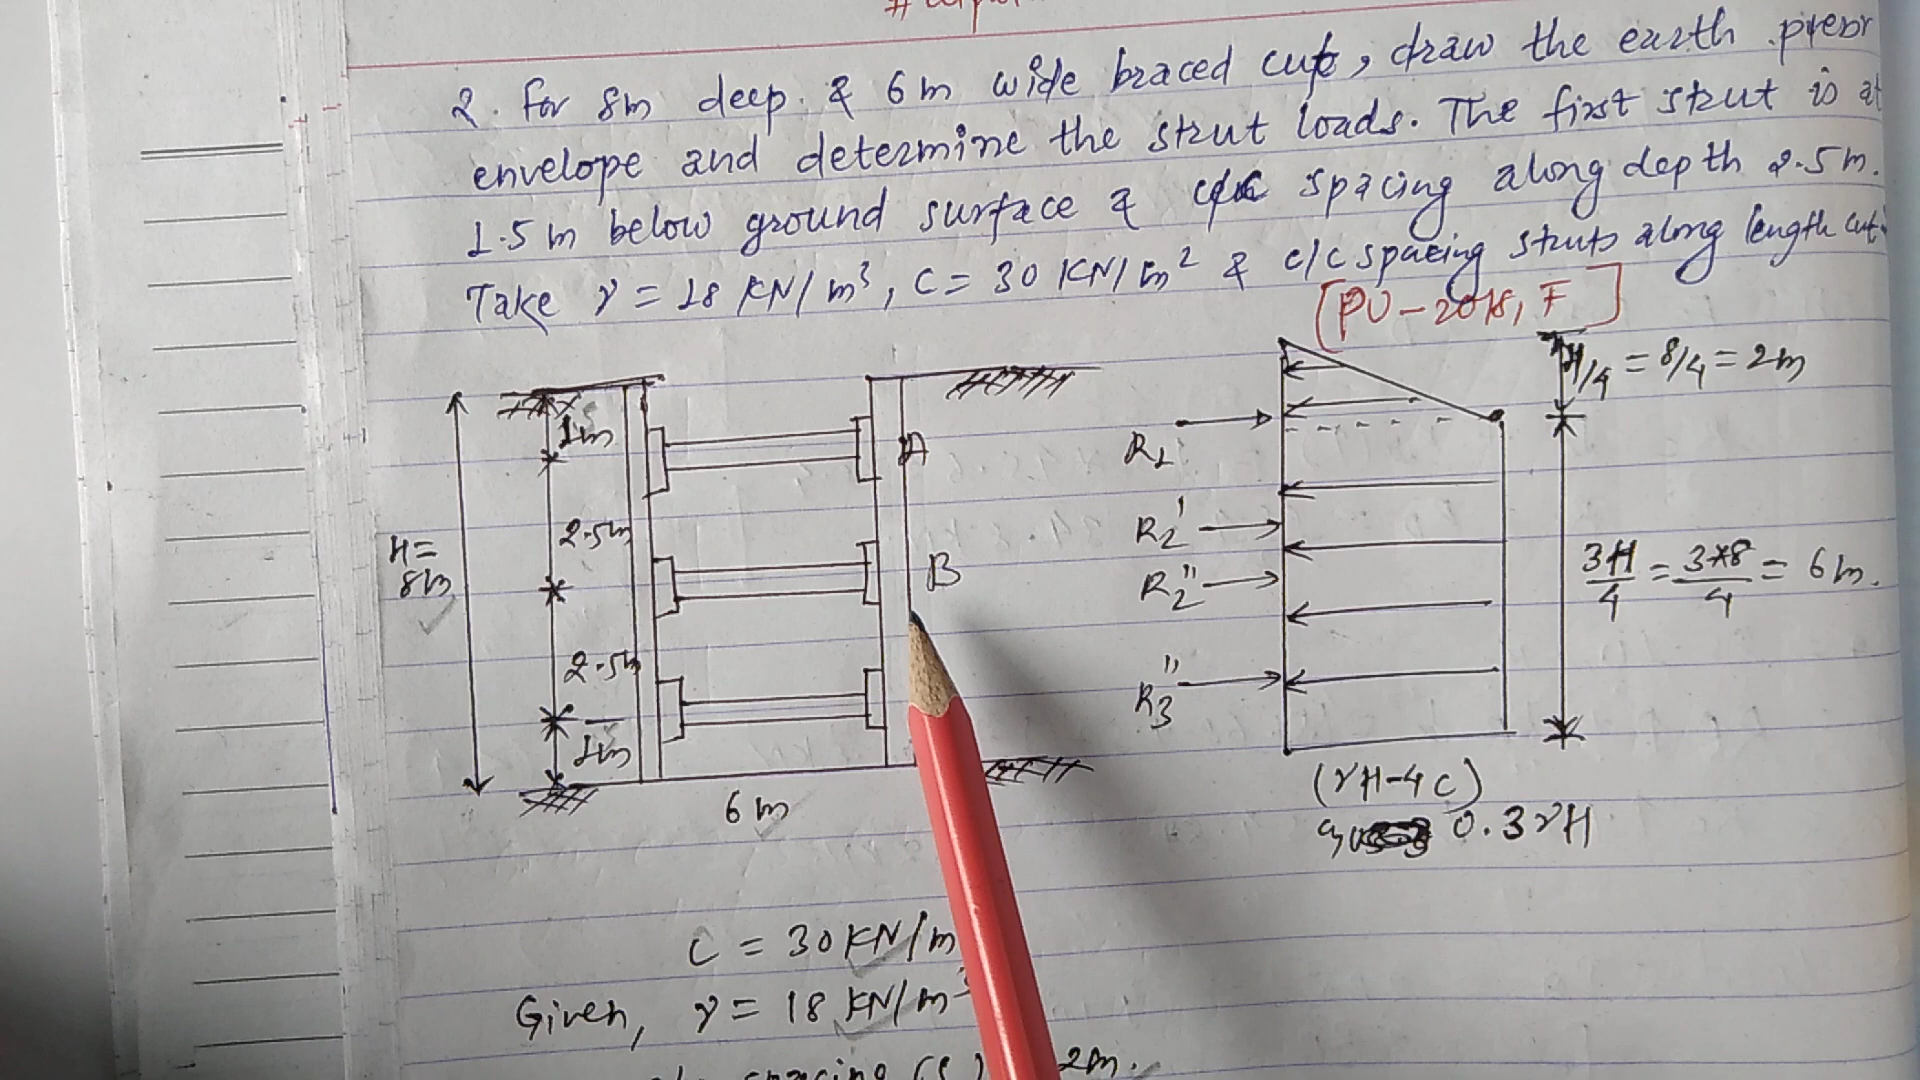 2. For 8m deep & 6m wide braced cut, draw the earth
envelope and determine the strut loads. The first strut is at
1.5m below ground surface & c/c spacing along depth 2.5m.
Take γ = 18 KN/m³, C = 30 KN/m² & c/c spacing struts along length cut
[PU-2018, F]
H/4 = 8/4 = 2m
1m
A
R1
2.5m
H=
8m
R2'
B
R2"
3H/4 = 3*8/4 = 6m.
2.5m
R3"
1m
6m
(γH-4C)
0.3γH
C = 30 KN/m
Given, γ = 18 KN/m³
spacing (s) 2m.